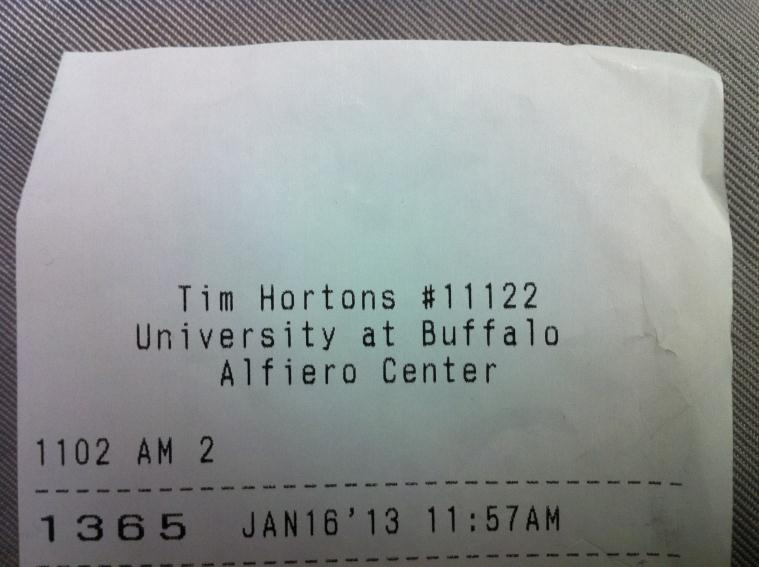 Tim Hortons #11122
University at Buffalo
Alfiero Center
1102 AM 2
1365 JAN16'13 11:57AM